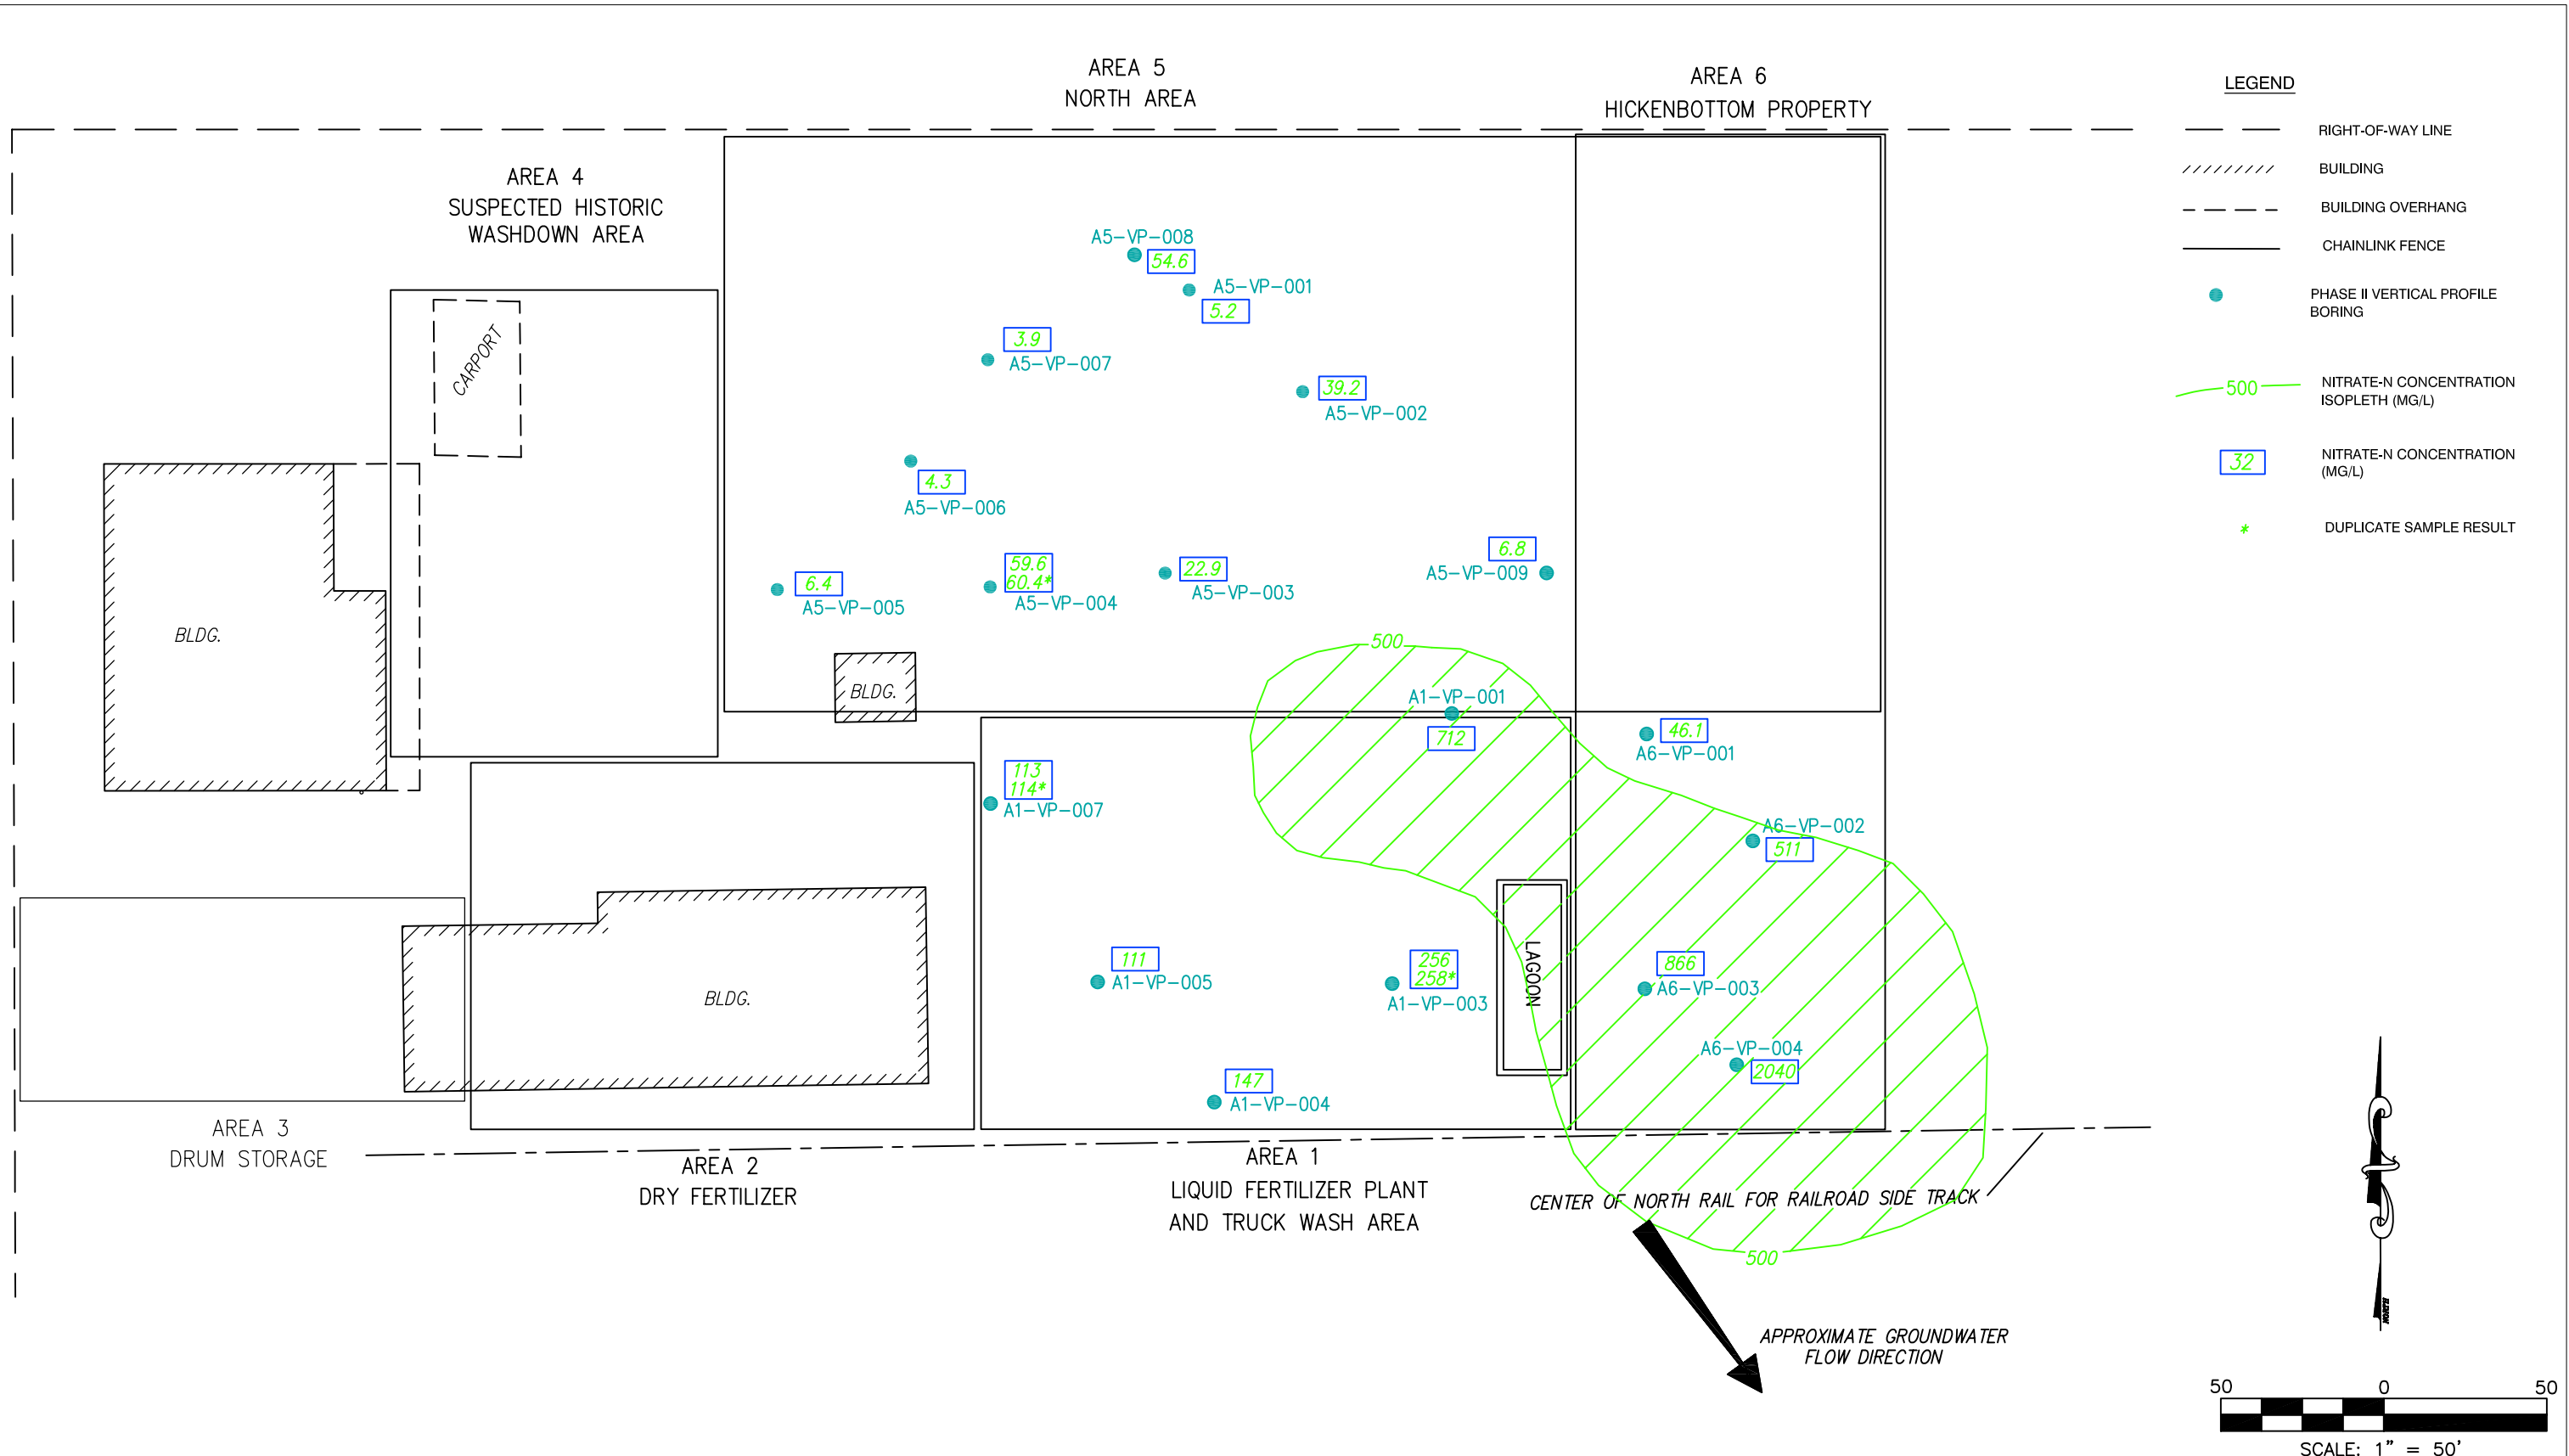 AREA 5
NORTH AREA
AREA 6
HICKENBOTTOM PROPERTY
LEGEND
RIGHT-OF-WAY LINE
BUILDING
BUILDING OVERHANG
CHAINLINK FENCE
PHASE II VERTICAL PROFILE
BORING
500
NITRATE-N CONCENTRATION
ISOPLETH (MG/L)
32
NITRATE-N CONCENTRATION
(MG/L)
*
DUPLICATE SAMPLE RESULT
AREA 4
SUSPECTED HISTORIC
WASHDOWN AREA
CARPORT
A5-VP-008
54.6
A5-VP-001
5.2
3.9
A5-VP-007
39.2
A5-VP-002
4.3
A5-VP-006
6.4
A5-VP-005
59.6
60.4*
A5-VP-004
22.9
A5-VP-003
6.8
A5-VP-009
BLDG.
BLDG.
500
A1-VP-001
712
46.1
A6-VP-001
113
114*
A1-VP-007
A6-VP-002
511
111
A1-VP-005
256
258*
A1-VP-003
LAGOON
866
A6-VP-003
A6-VP-004
2040
BLDG.
147
A1-VP-004
AREA 3
DRUM STORAGE
AREA 2
DRY FERTILIZER
AREA 1
LIQUID FERTILIZER PLANT
AND TRUCK WASH AREA
CENTER OF NORTH RAIL FOR RAILROAD SIDE TRACK
500
APPROXIMATE GROUNDWATER
FLOW DIRECTION
50 0 50
SCALE: 1" = 50'